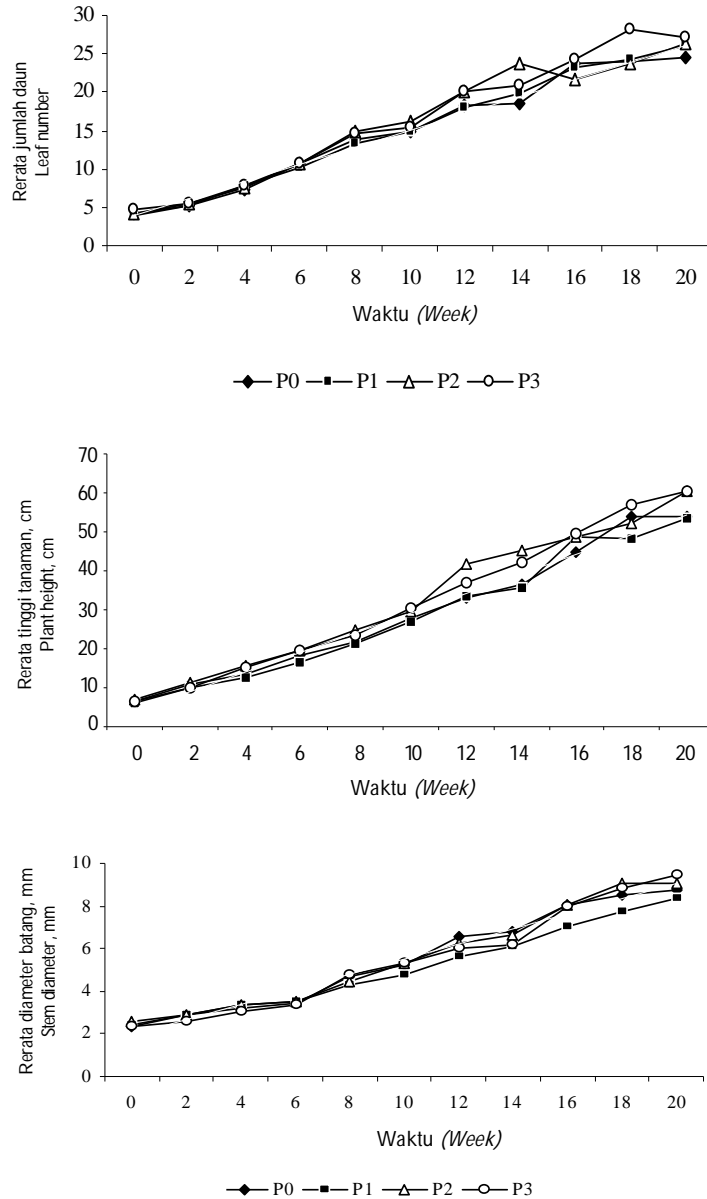 30
25
20
15
10
5
0
Rerata jumlah daun
Leaf number
0 2 4 6 8 10 12 14 16 18 20
Waktu (Week)
P0 P1 P2 P3
70
60
50
40
30
20
10
0
Rerata tinggi tanaman, cm
Plant height, cm
0 2 4 6 8 10 12 14 16 18 20
Waktu (Week)
10
8
6
4
2
0
Rerata diameter batang, mm
Stem diameter, mm
0 2 4 6 8 10 12 14 16 18 20
Waktu (Week)
P0 P1 P2 P3